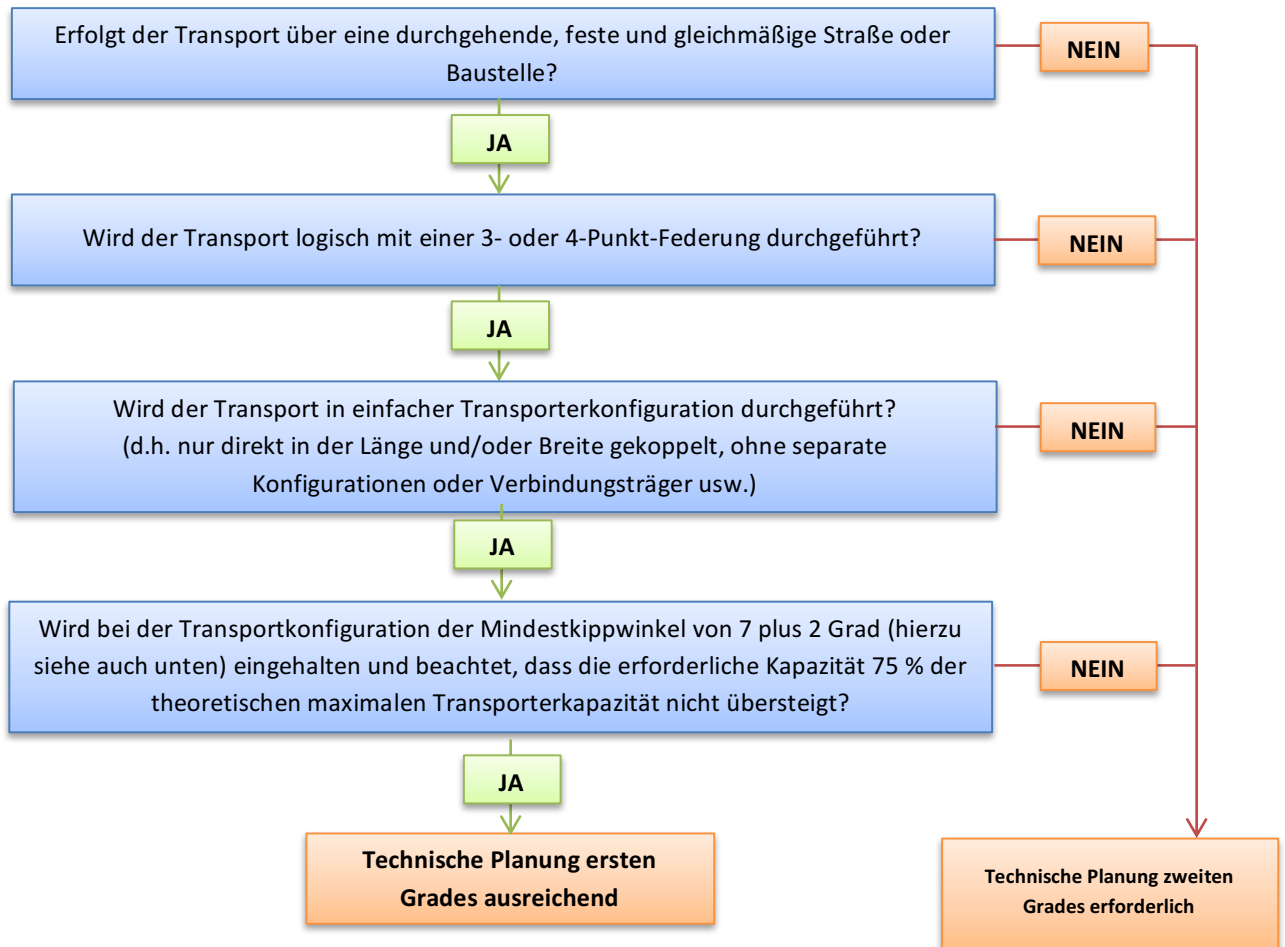 Erfolgt der Transport über eine durchgehende, feste und gleichmäßige Straße oder
Baustelle?
NEIN
JA
Wird der Transport logisch mit einer 3- oder 4-Punkt-Federung durchgeführt?
NEIN
JA
Wird der Transport in einfacher Transporterkonfiguration durchgeführt?
(d.h. nur direkt in der Länge und/oder Breite gekoppelt, ohne separate
Konfigurationen oder Verbindungsträger usw.)
NEIN
JA
Wird bei der Transportkonfiguration der Mindestkippwinkel von 7 plus 2 Grad (hierzu
siehe auch unten) eingehalten und beachtet, dass die erforderliche Kapazität 75 % der
theoretischen maximalen Transporterkapazität nicht übersteigt?
NEIN
JA
Technische Planung ersten
Grades ausreichend
Technische Planung zweiten
Grades erforderlich